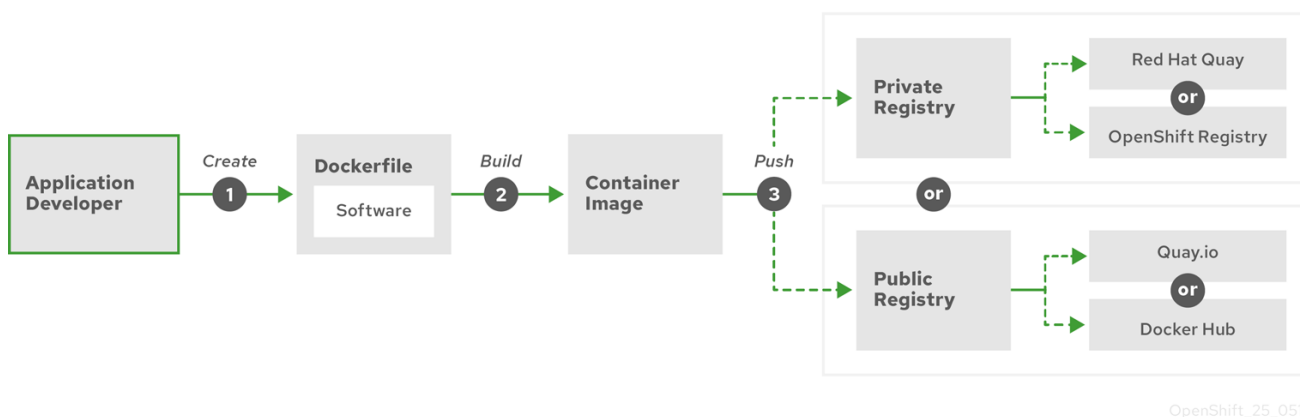 Application
Developer
Create
1
Dockerfile
Software
Build
2
Container
Image
Push
3
Private
Registry
Red Hat Quay
or
OpenShift Registry
or
Public
Registry
Quay.io
or
Docker Hub
OpenShift_25_05